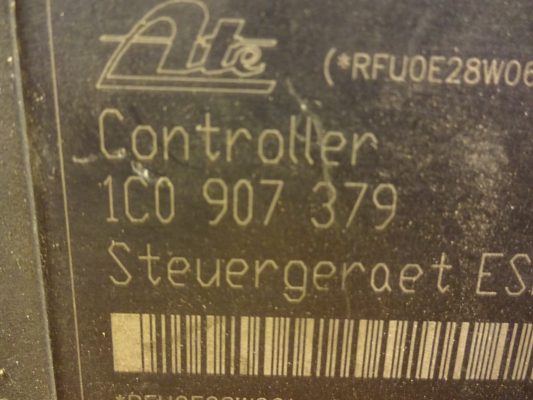 Ate (*RFU0E28W06
Controller
1C0 907 379
Steuergeraet ES